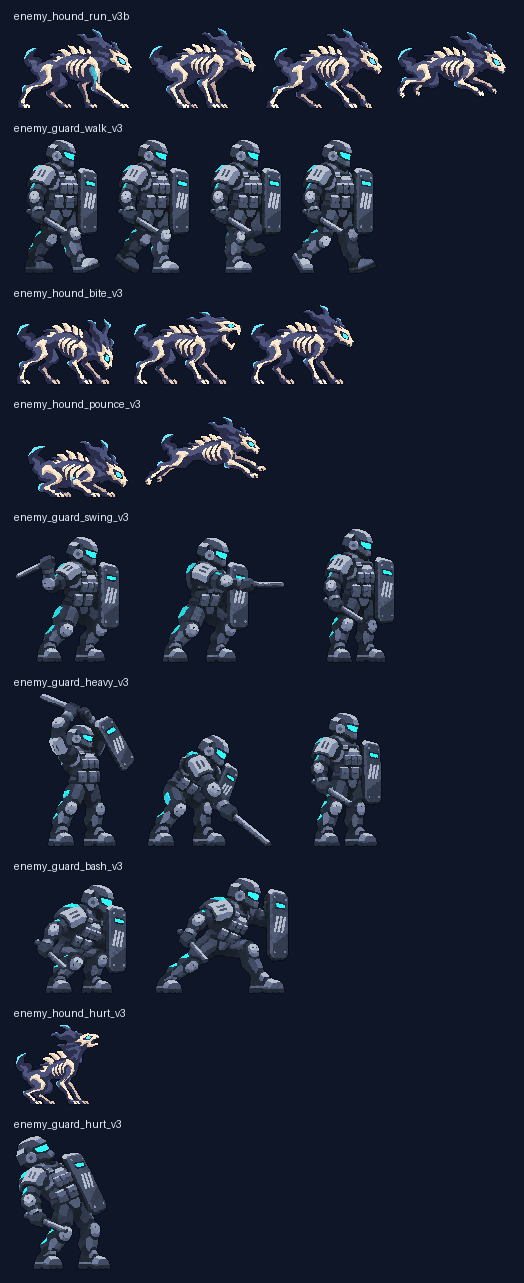 enemy_hound_run_v3b
enemy_guard_walk_v3
enemy_hound_bite_v3
enemy_hound_pounce_v3
enemy_guard_swing_v3
enemy_guard_heavy_v3
enemy_guard_bash_v3
enemy_hound_hurt_v3
enemy_guard_hurt_v3